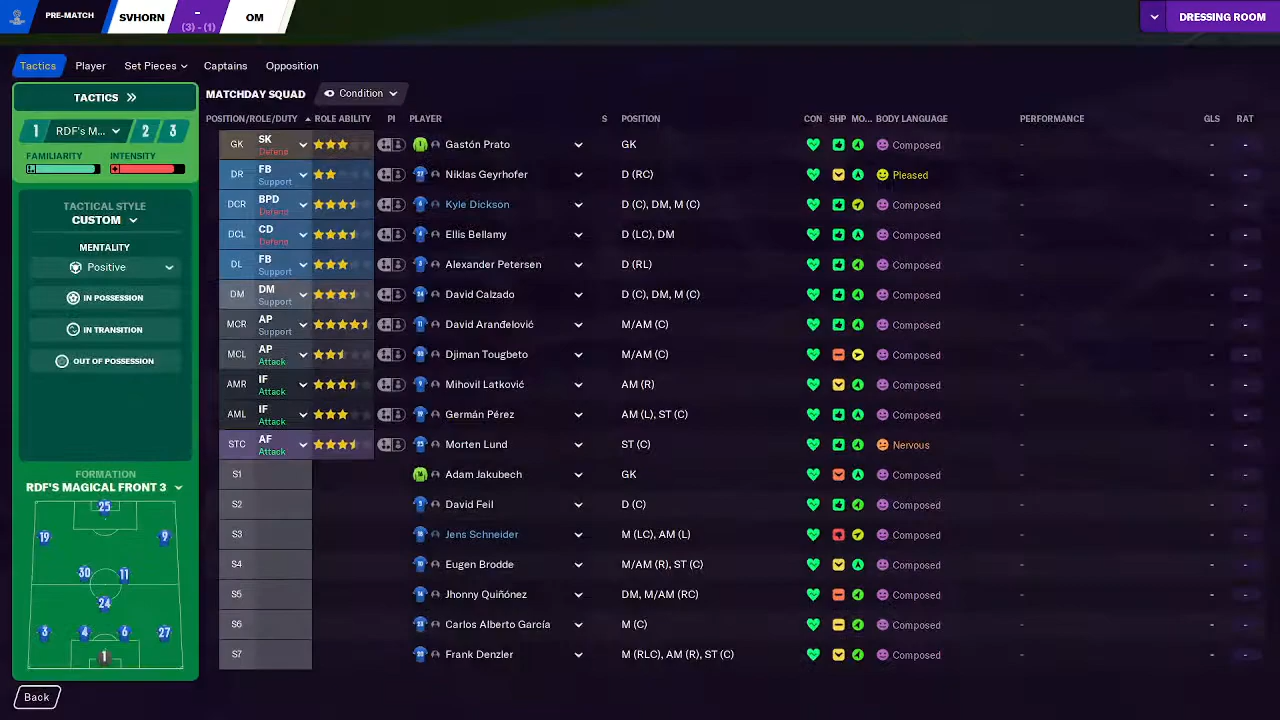 PRE-MATCH SVHORN - (3) - (1) OM DRESSING ROOM
Tactics Player Set Pieces Captains Opposition
TACTICS
1 RDF's M... 2 3
FAMILIARITY INTENSITY
TACTICAL STYLE
CUSTOM
MENTALITY
Positive
IN POSSESSION
IN TRANSITION
OUT OF POSSESSION
FORMATION
RDF'S MAGICAL FRONT 3
25
19 9
30 11
24
3 4 6 27
1
Back
MATCHDAY SQUAD Condition
POSITION/ROLE/DUTY ROLE ABILITY PI PLAYER S POSITION CON SHP MO... BODY LANGUAGE PERFORMANCE GLS RAT
GK SK Defend Gastón Prato GK Composed - - -
DR FB Support Niklas Geyrhofer D (RC) Pleased - - -
DCR BPD Defend Kyle Dickson D (C), DM, M (C) Composed - - -
DCL CD Defend Ellis Bellamy D (LC), DM Composed - - -
DL FB Support Alexander Petersen D (RL) Composed - - -
DM DM Support David Calzado D (C), DM, M (C) Composed - - -
MCR AP Support David Aranđelović M/AM (C) Composed - - -
MCL AP Attack Djiman Tougbeto M/AM (C) Composed - - -
AMR IF Attack Mihovil Latković AM (R) Composed - - -
AML IF Attack Germán Pérez AM (L), ST (C) Composed - - -
STC AF Attack Morten Lund ST (C) Nervous - - -
S1 Adam Jakubech GK Composed - - -
S2 David Feil D (C) Composed - - -
S3 Jens Schneider M (LC), AM (L) Composed - - -
S4 Eugen Brodde M/AM (R), ST (C) Composed - - -
S5 Jhonny Quiñónez DM, M/AM (RC) Composed - - -
S6 Carlos Alberto García M (C) Composed - - -
S7 Frank Denzler M (RLC), AM (R), ST (C) Composed - - -